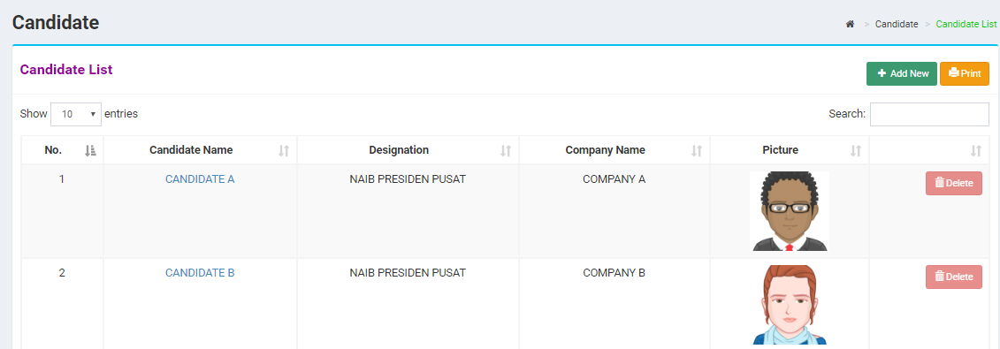 Candidate
> Candidate > Candidate List
Candidate List
Add New Print
Show 10 entries
Search:
No. Candidate Name Designation Company Name Picture
1 CANDIDATE A NAIB PRESIDEN PUSAT COMPANY A Delete
2 CANDIDATE B NAIB PRESIDEN PUSAT COMPANY B Delete